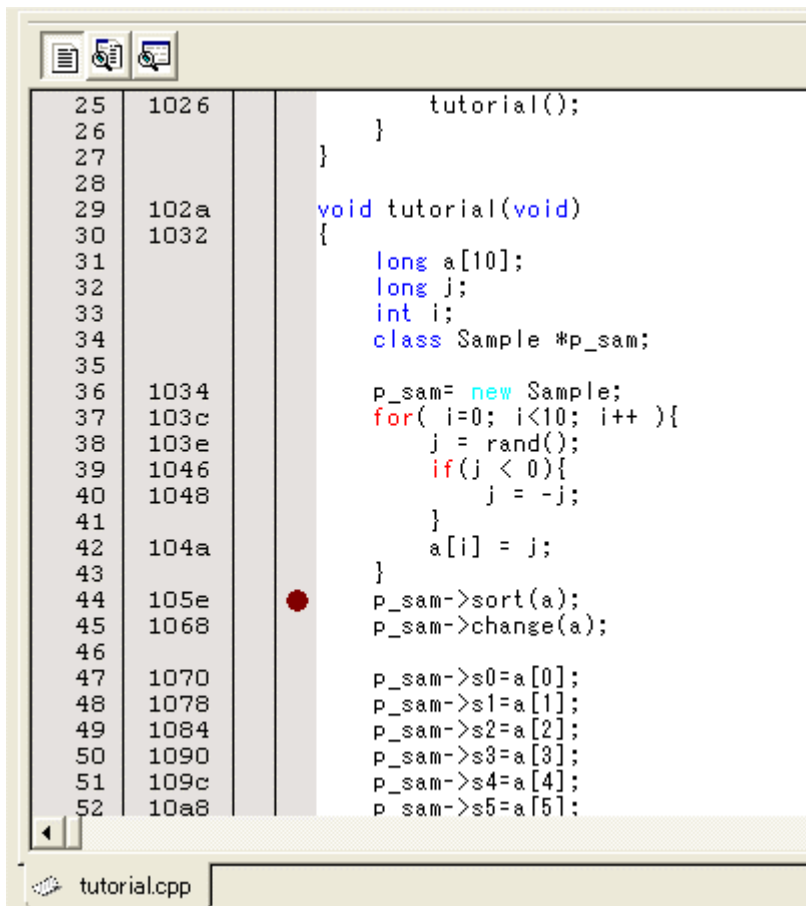 25 1026 tutorial();
26 }
27 }
28
29 102a void tutorial(void)
30 1032 {
31 long a[10];
32 long j;
33 int i;
34 class Sample *p_sam;
35
36 1034 p_sam= new Sample;
37 103c for( i=0; i<10; i++ ){
38 103e j = rand();
39 1046 if(j < 0){
40 1048 j = -j;
41 }
42 104a a[i] = j;
43 }
44 105e p_sam->sort(a);
45 1068 p_sam->change(a);
46
47 1070 p_sam->s0=a[0];
48 1078 p_sam->s1=a[1];
49 1084 p_sam->s2=a[2];
50 1090 p_sam->s3=a[3];
51 109c p_sam->s4=a[4];
52 10a8 p_sam->s5=a[5];
tutorial.cpp